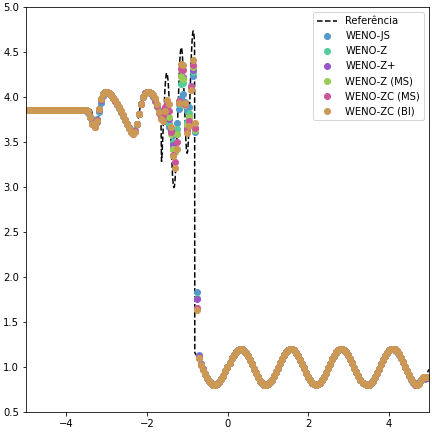 5.0
4.5
4.0
3.5
3.0
2.5
2.0
1.5
1.0
0.5
−4
−2
0
2
4
Referência
WENO-JS
WENO-Z
WENO-Z+
WENO-Z (MS)
WENO-ZC (MS)
WENO-ZC (BI)